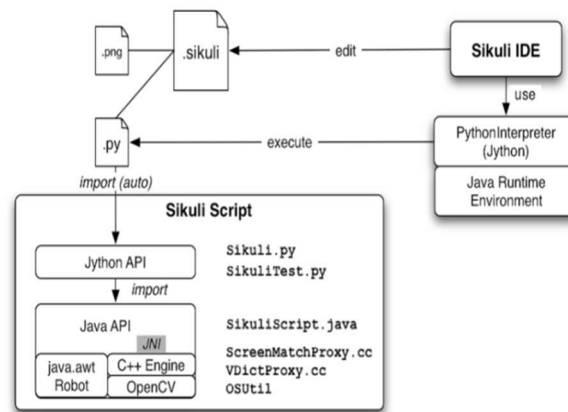 .png
.sikuli
edit
Sikuli IDE
use
.py
execute
PythonInterpreter
(Jython)
Java Runtime
Environment
import (auto)
Sikuli Script
Jython API
Sikuli.py
SikuliTest.py
import
Java API
SikuliScript.java
JNI
java.awt
Robot
C++ Engine
OpenCV
ScreenMatchProxy.cc
VDictProxy.cc
OSUtil